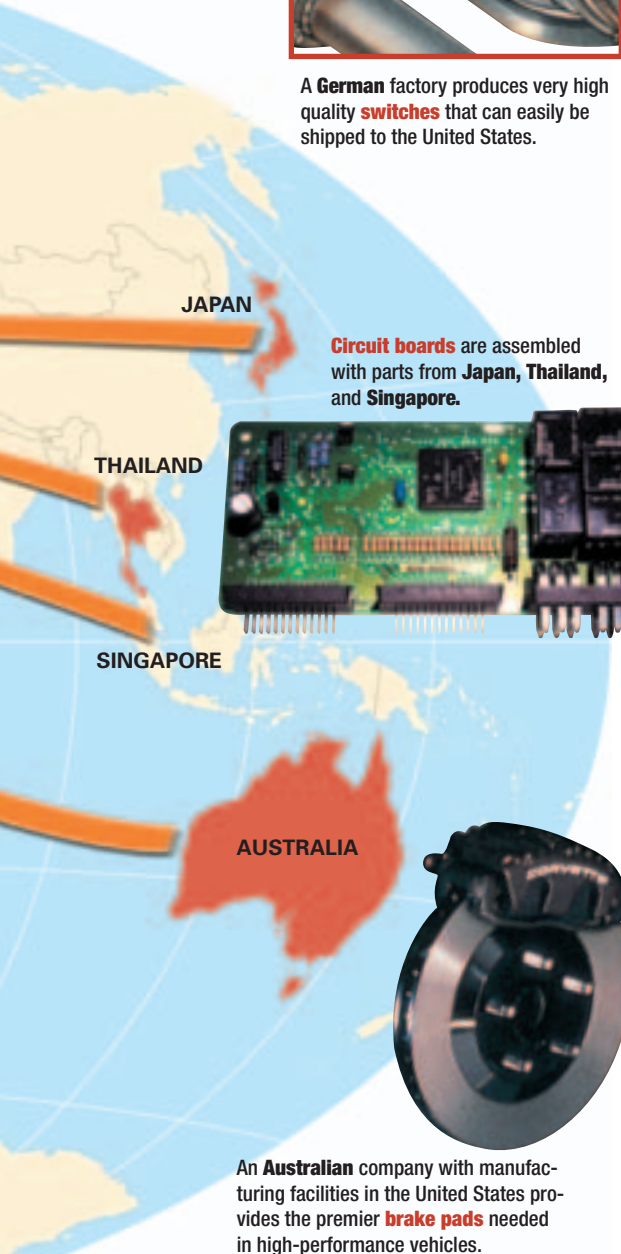 A German factory produces very high
quality switches that can easily be
shipped to the United States.
JAPAN
Circuit boards are assembled
with parts from Japan, Thailand,
and Singapore.
THAILAND
SINGAPORE
AUSTRALIA
CORVETTE
An Australian company with manufac-
turing facilities in the United States pro-
vides the premier brake pads needed
in high-performance vehicles.